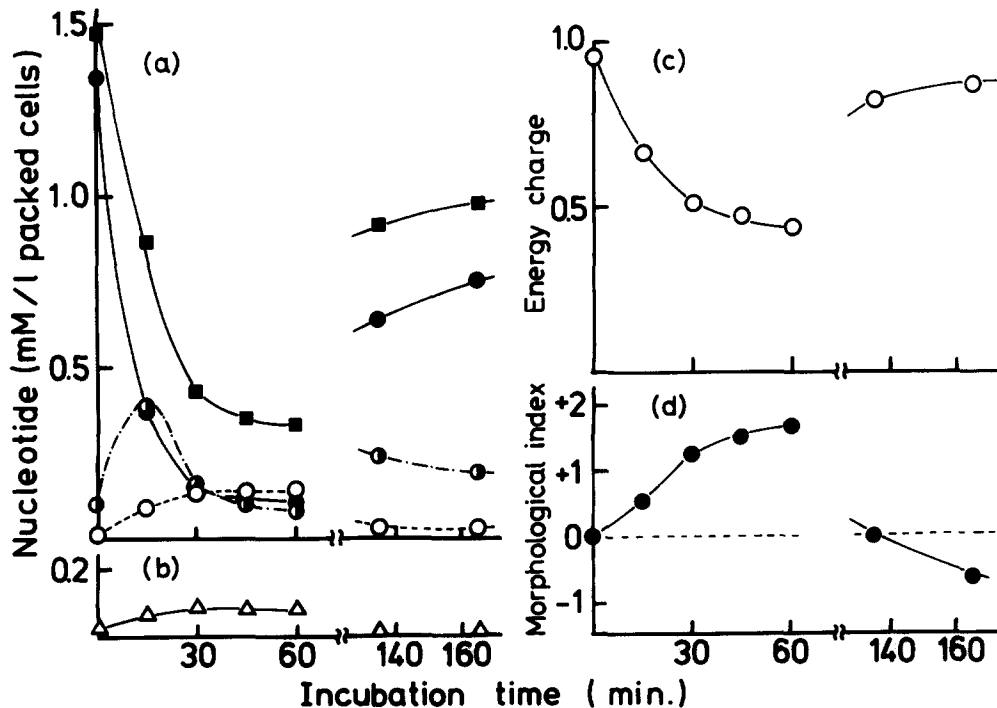 Nucleotide (mM/l packed cells)
1.5
1.0
0.5
(a)
0.2
(b)
30
60
140
160
Energy charge
1.0
0.5
(c)
Morphological index
+2
+1
0
-1
(d)
30
60
140
160
Incubation time (min.)